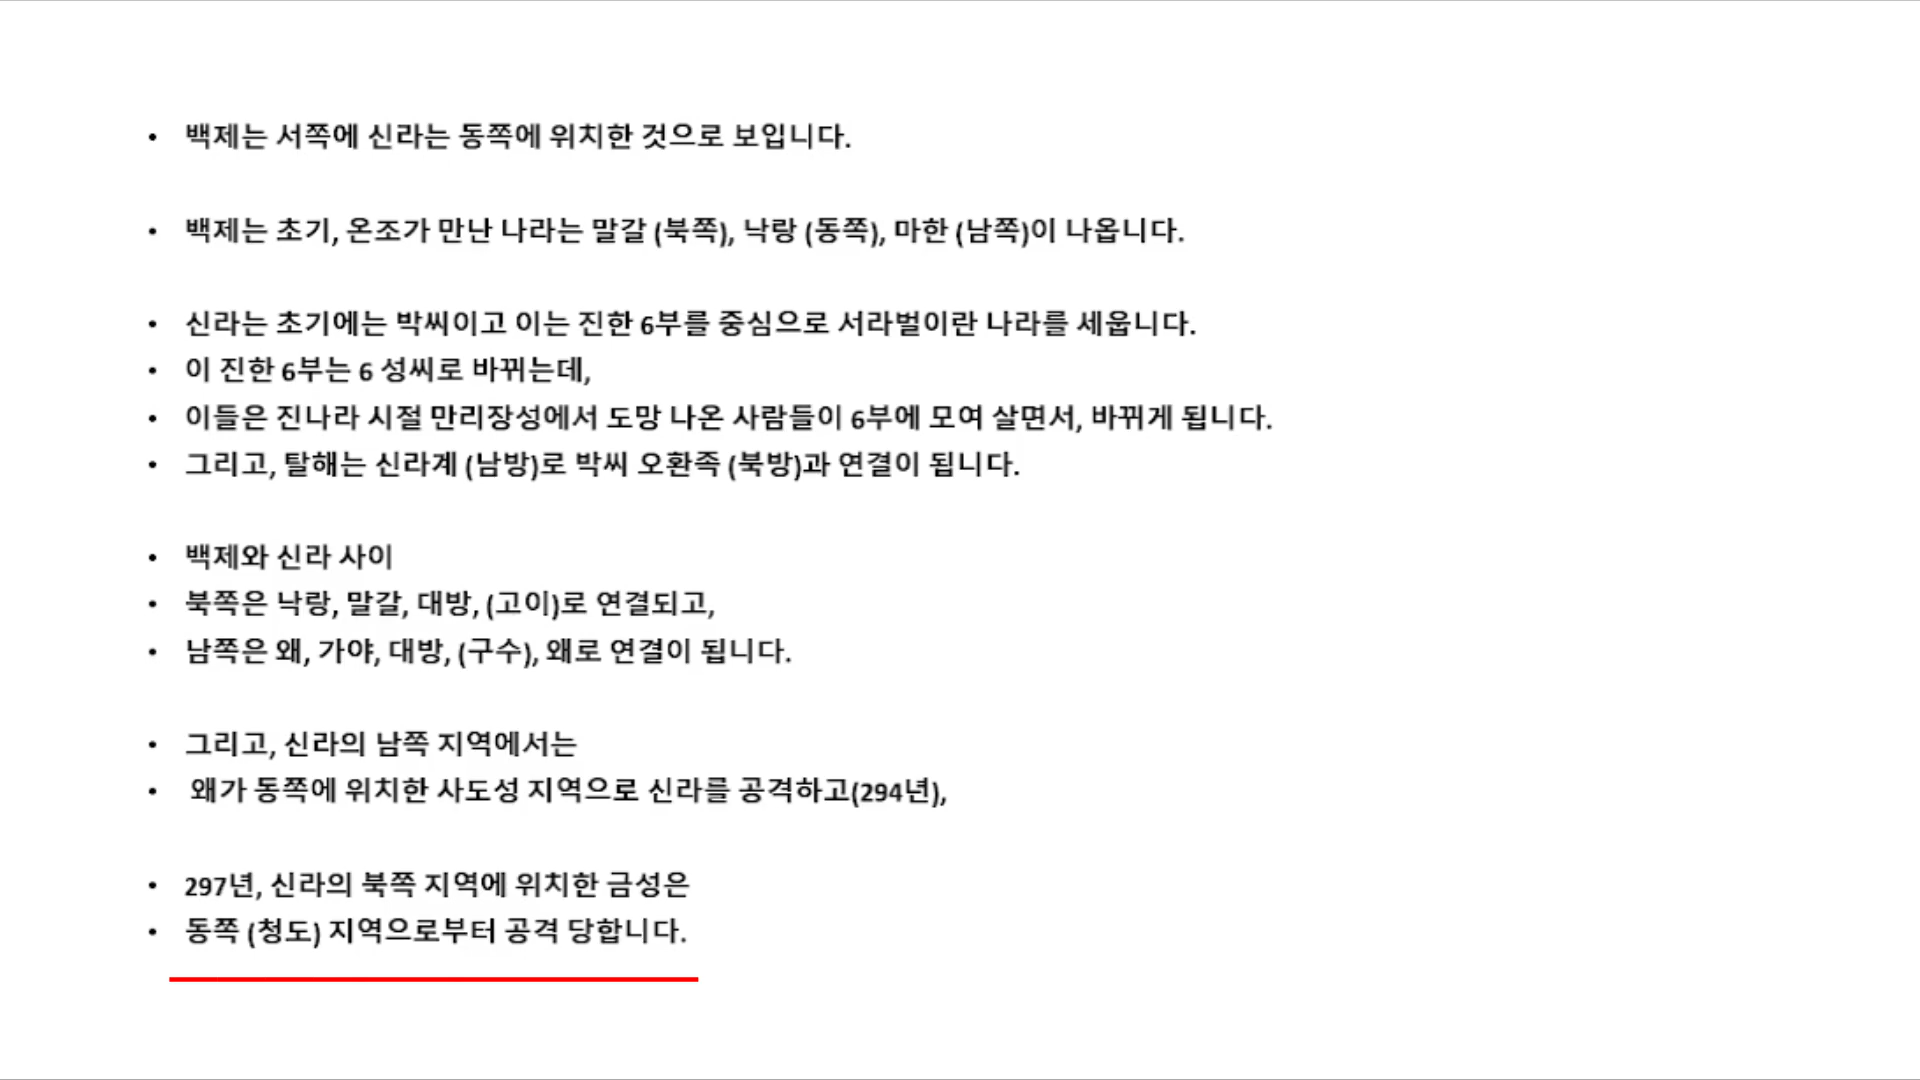 • 백제는 서쪽에 신라는 동쪽에 위치한 것으로 보입니다.
• 백제는 초기, 온조가 만난 나라는 말갈 (북쪽), 낙랑 (동쪽), 마한 (남쪽)이 나옵니다.
• 신라는 초기에는 박씨이고 이는 진한 6부를 중심으로 서라벌이란 나라를 세웁니다.
• 이 진한 6부는 6 성씨로 바뀌는데,
• 이들은 진나라 시절 만리장성에서 도망 나온 사람들이 6부에 모여 살면서, 바뀌게 됩니다.
• 그리고, 탈해는 신라계 (남방)로 박씨 오환족 (북방)과 연결이 됩니다.
• 백제와 신라 사이
• 북쪽은 낙랑, 말갈, 대방, (고이)로 연결되고,
• 남쪽은 왜, 가야, 대방, (구수), 왜로 연결이 됩니다.
• 그리고, 신라의 남쪽 지역에서는
• 왜가 동쪽에 위치한 사도성 지역으로 신라를 공격하고(294년),
• 297년, 신라의 북쪽 지역에 위치한 금성은
• 동쪽 (청도) 지역으로부터 공격 당합니다.